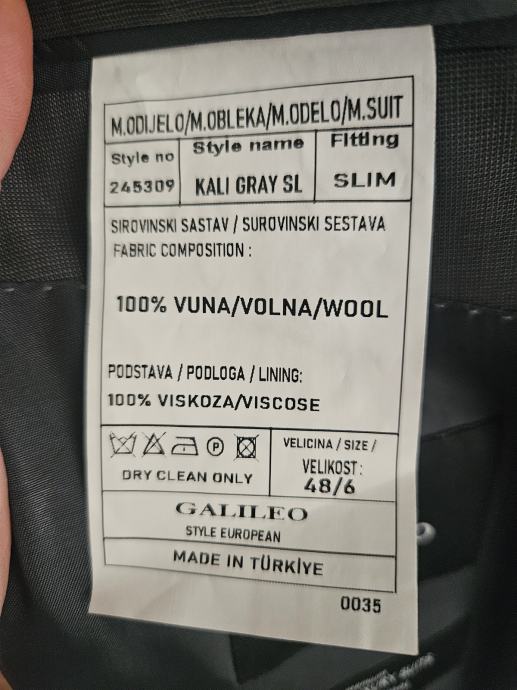 M.ODIJELO/M.OBLEKA/M.ODELO/M.SUIT
Style no
245309
Style name
KALI GRAY SL
Fitting
SLIM
SIROVINSKI SASTAV / SUROVINSKI SESTAVA
FABRIC COMPOSITION :
100% VUNA/VOLNA/WOOL
PODSTAVA / PODLOGA / LINING:
100% VISKOZA/VISCOSE
P
DRY CLEAN ONLY
VELICINA / SIZE /
VELIKOST :
48/6
GALILEO
STYLE EUROPEAN
MADE IN TÜRKİYE
0035